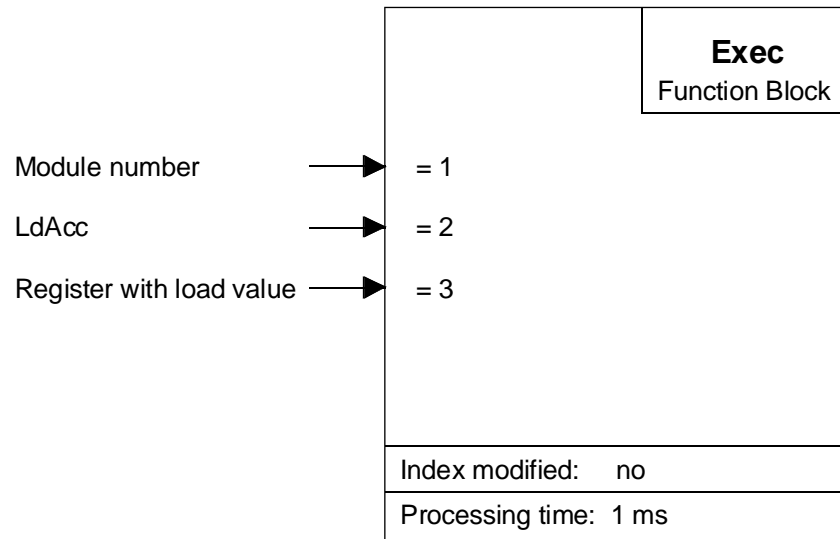 Exec
Function Block
Module number = 1
LdAcc = 2
Register with load value = 3
Index modified: no
Processing time: 1 ms